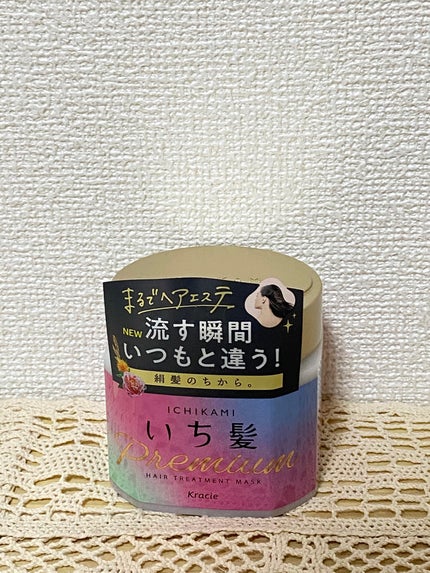 まるでヘアエステ
NEW 流す瞬間
いつもと違う!
絹髪のちから。
ICHIKAMI
いち髪
Premium
HAIR TREATMENT MASK
Kracie